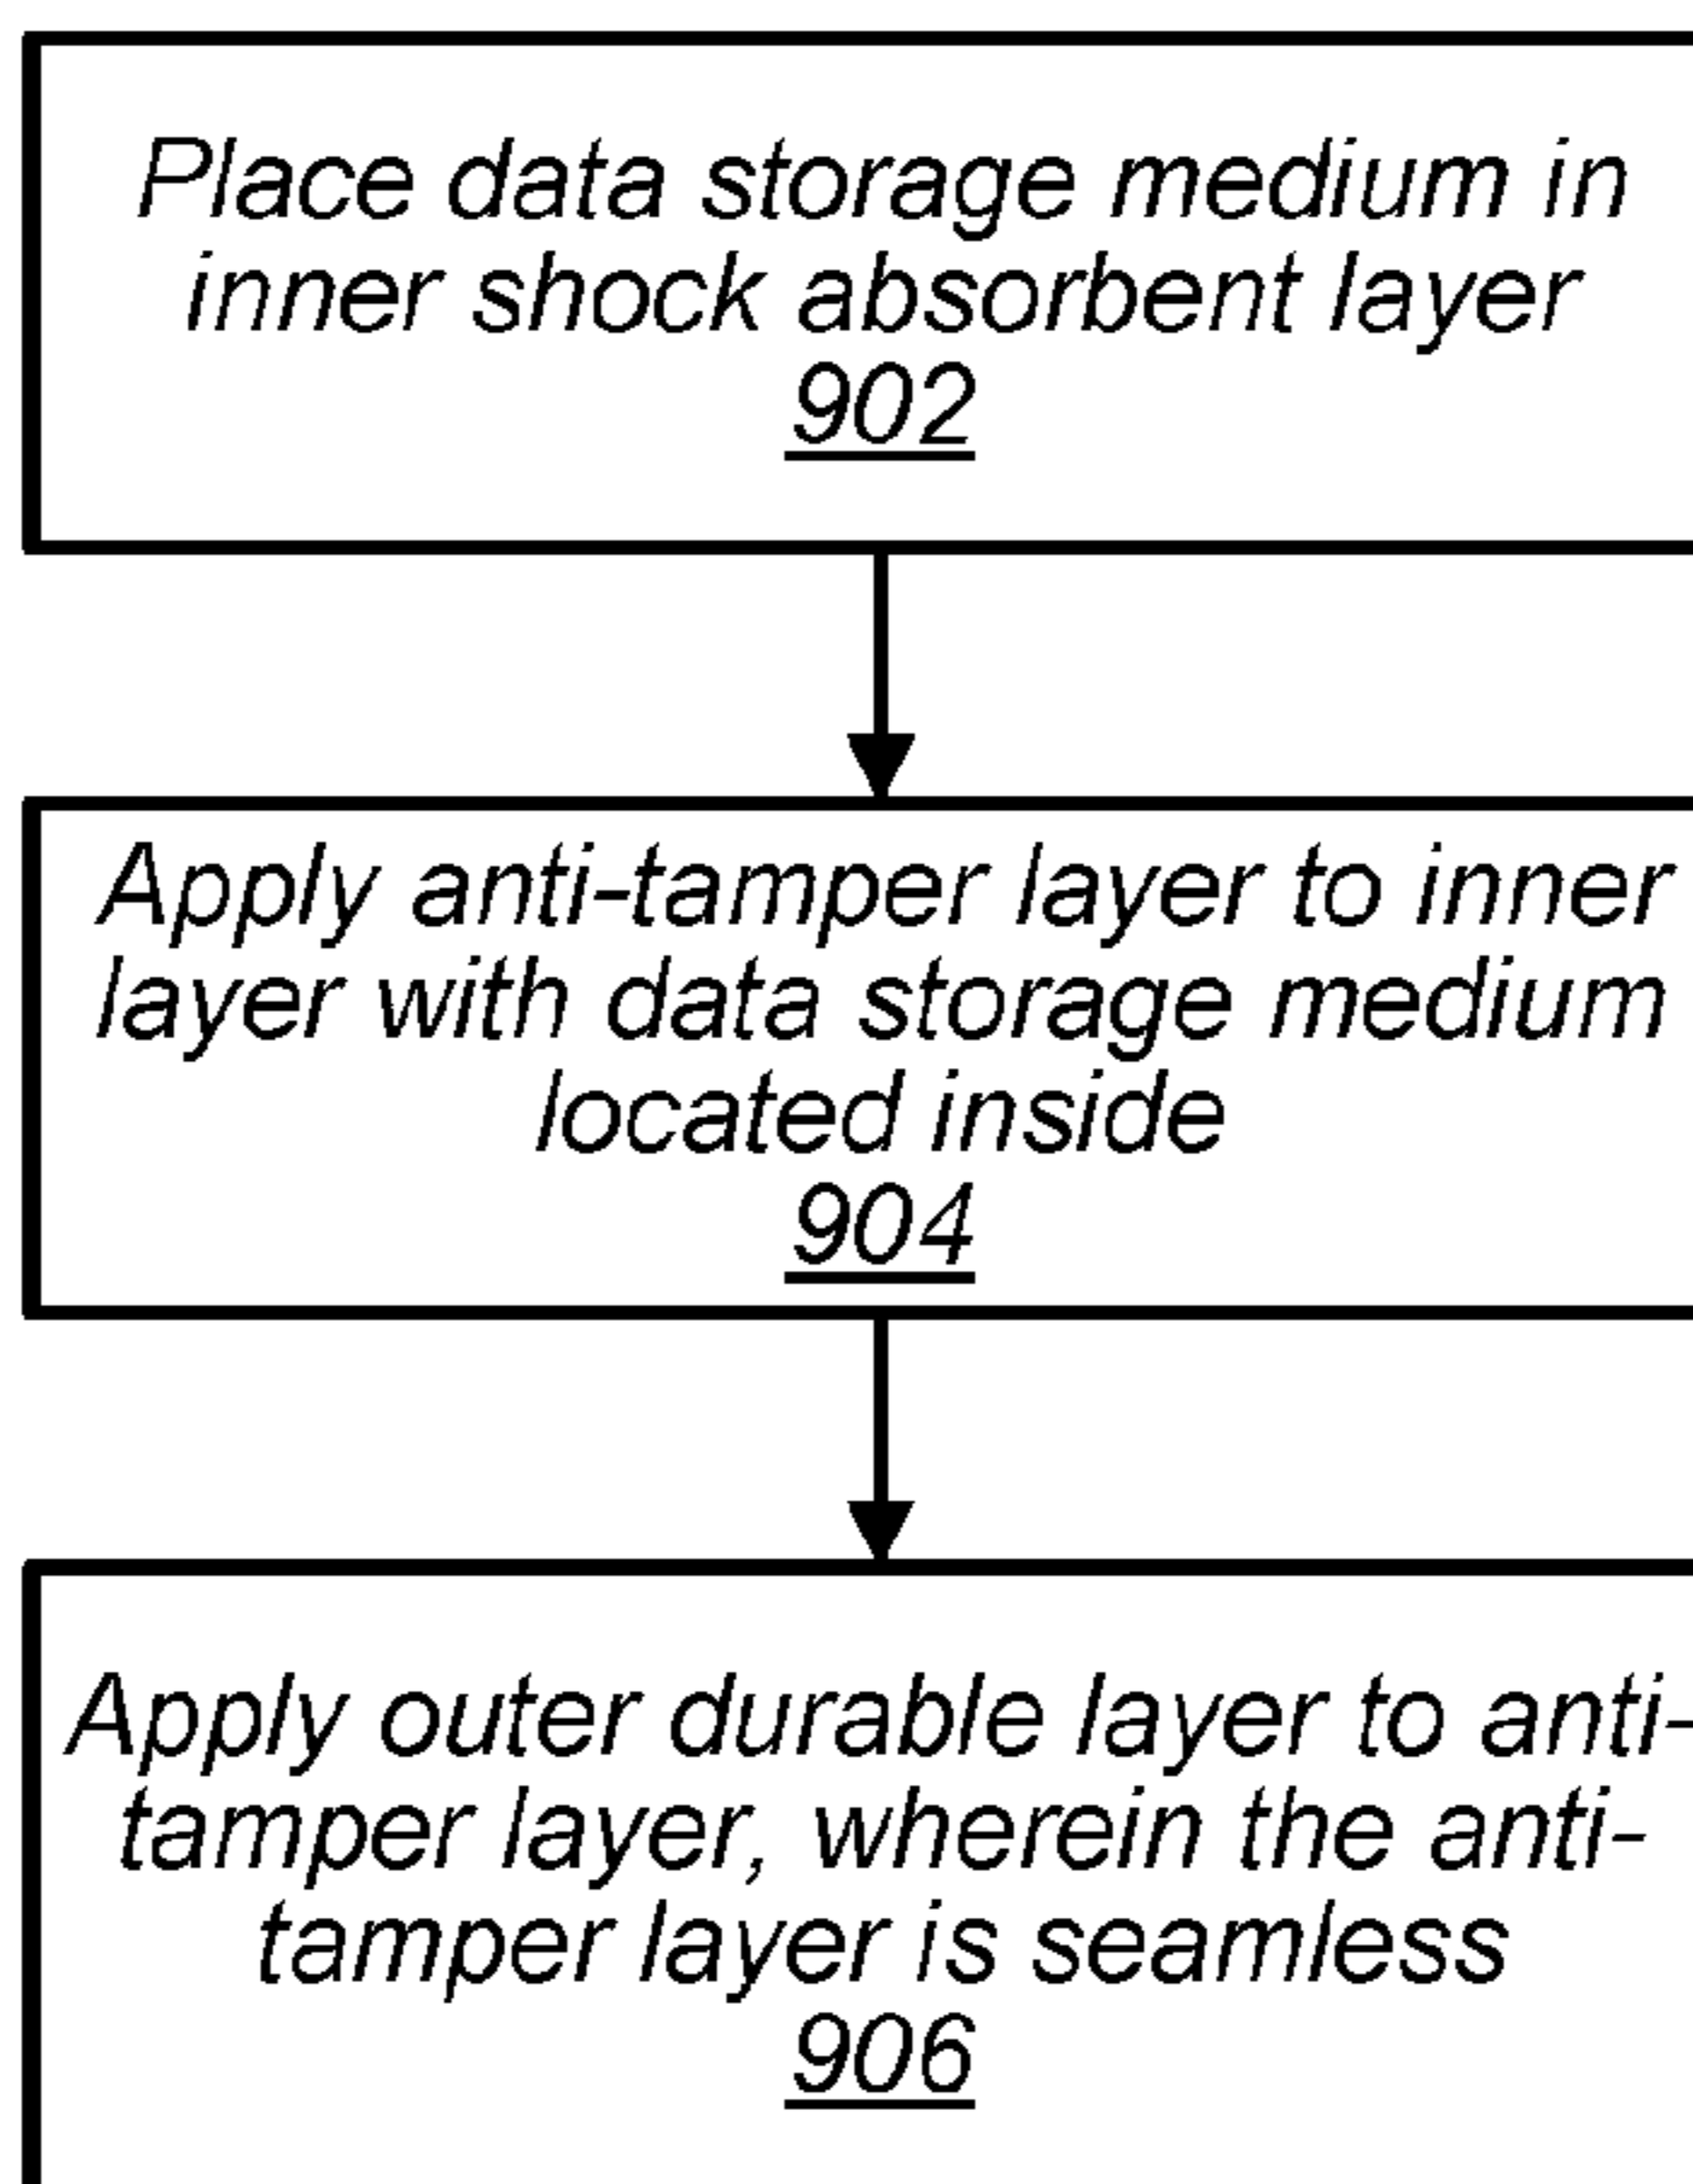 Place data storage medium in
inner shock absorbent layer
902
Apply anti-tamper layer to inner
layer with data storage medium
located inside
904
Apply outer durable layer to anti-
tamper layer, wherein the anti-
tamper layer is seamless
906